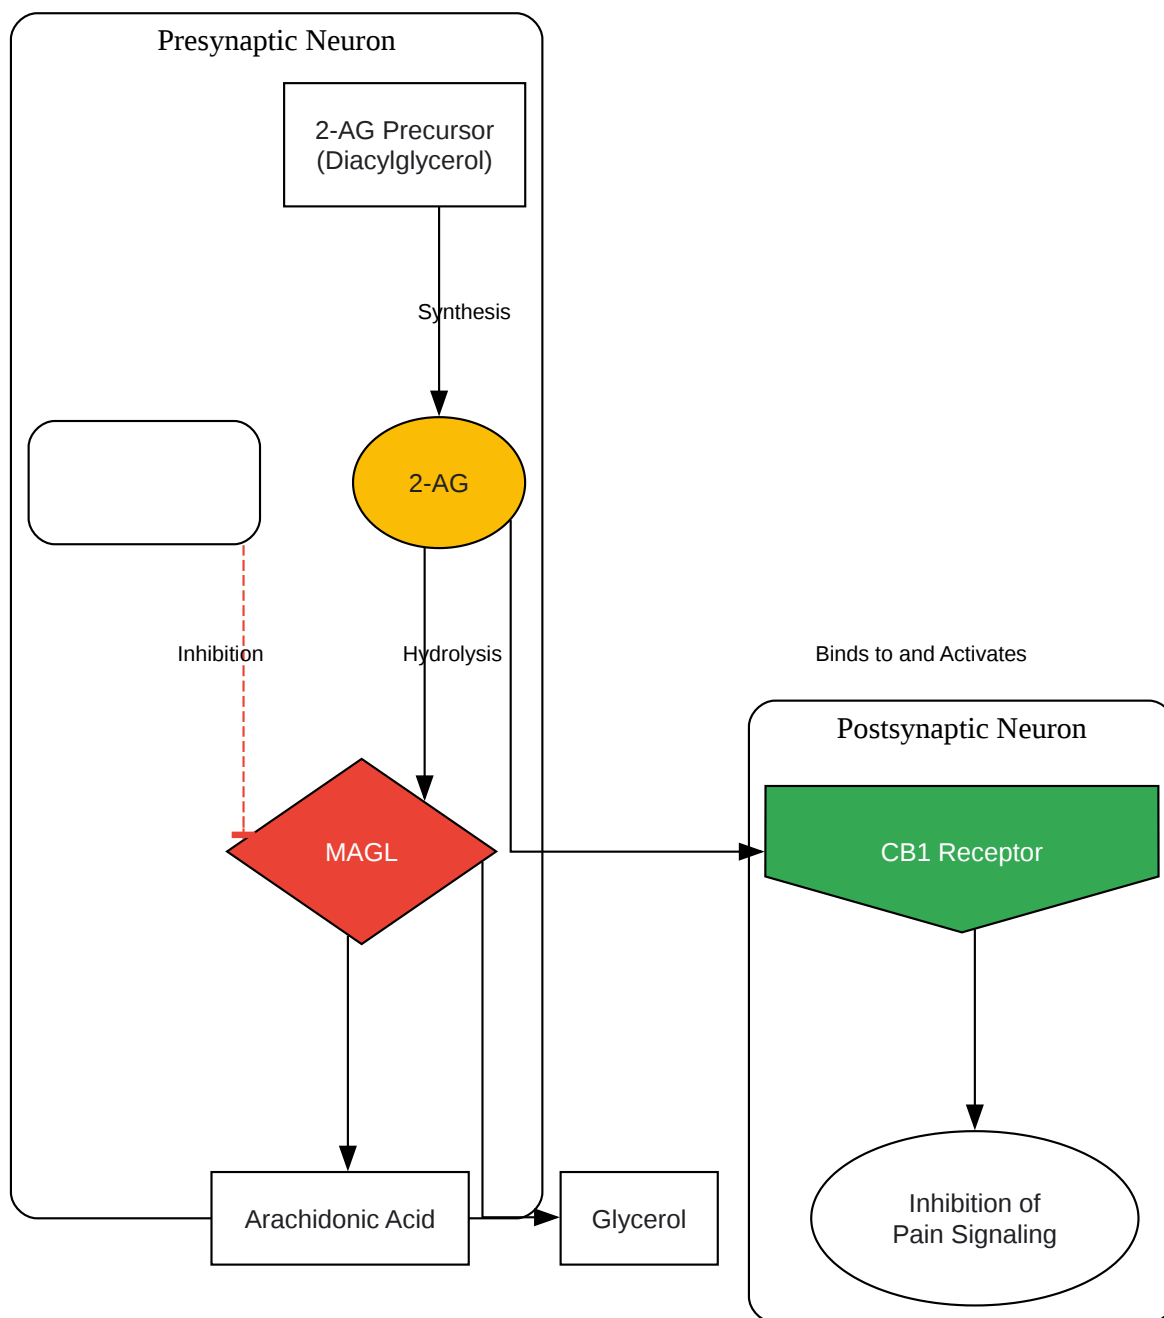 Presynaptic Neuron
2-AG Precursor
(Diacylglycerol)
Synthesis
2-AG
Inhibition
Hydrolysis
Binds to and Activates
Postsynaptic Neuron
MAGL
CB1 Receptor
Arachidonic Acid
Glycerol
Inhibition of
Pain Signaling